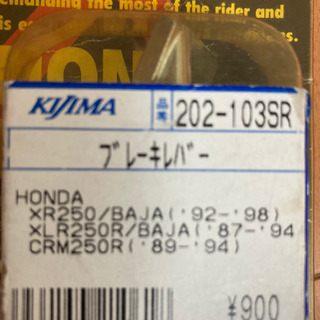 emanding the most of the rider and
KIJIMA 品番 202-103SR
ブレーキレバー
HONDA
XR250/BAJA('92-'98)
XLR250R/BAJA('87-'94
CRM250R('89-'94)
¥900